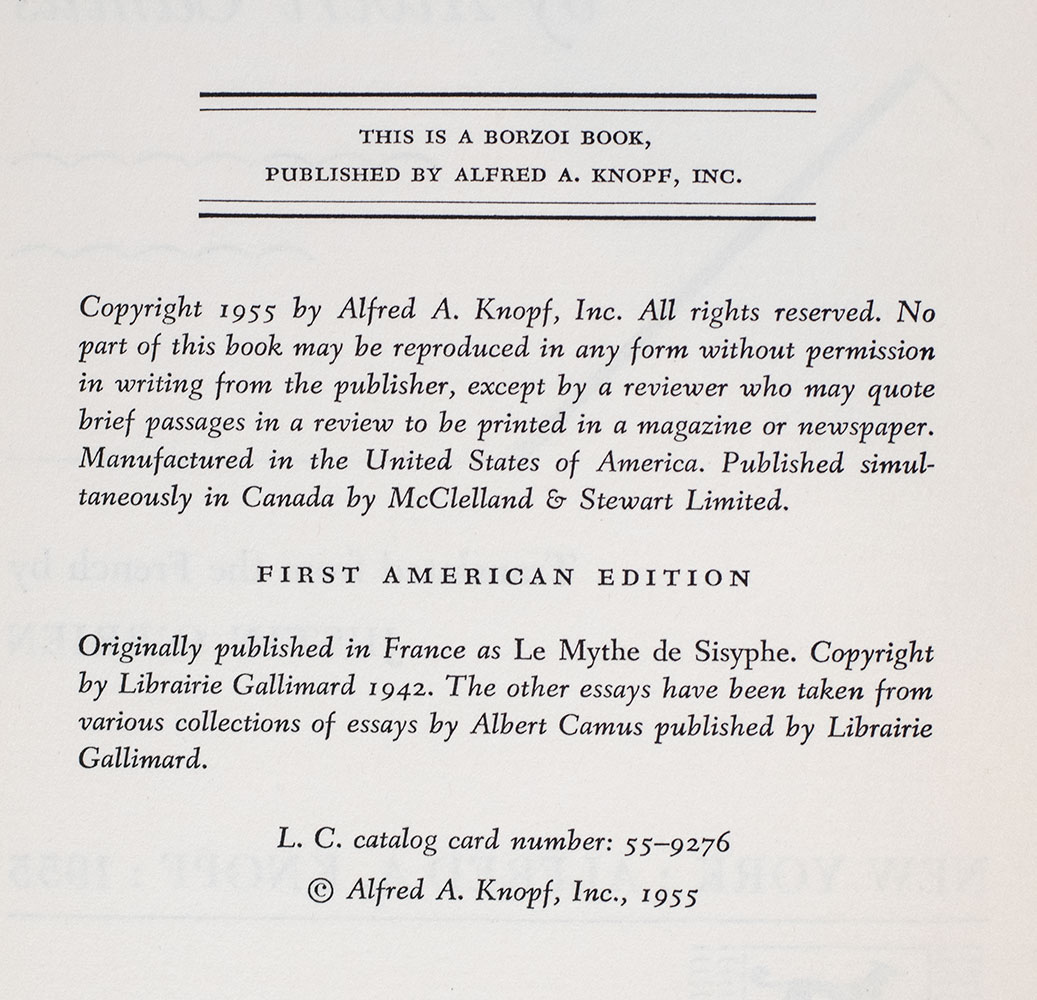 THIS IS A BORZOI BOOK,
PUBLISHED BY ALFRED A. KNOPF, INC.
Copyright 1955 by Alfred A. Knopf, Inc. All rights reserved. No
part of this book may be reproduced in any form without permission
in writing from the publisher, except by a reviewer who may quote
brief passages in a review to be printed in a magazine or newspaper.
Manufactured in the United States of America. Published simul-
taneously in Canada by McClelland & Stewart Limited.
FIRST AMERICAN EDITION
Originally published in France as Le Mythe de Sisyphe. Copyright
by Librairie Gallimard 1942. The other essays have been taken from
various collections of essays by Albert Camus published by Librairie
Gallimard.
L. C. catalog card number: 55–9276
© Alfred A. Knopf, Inc., 1955